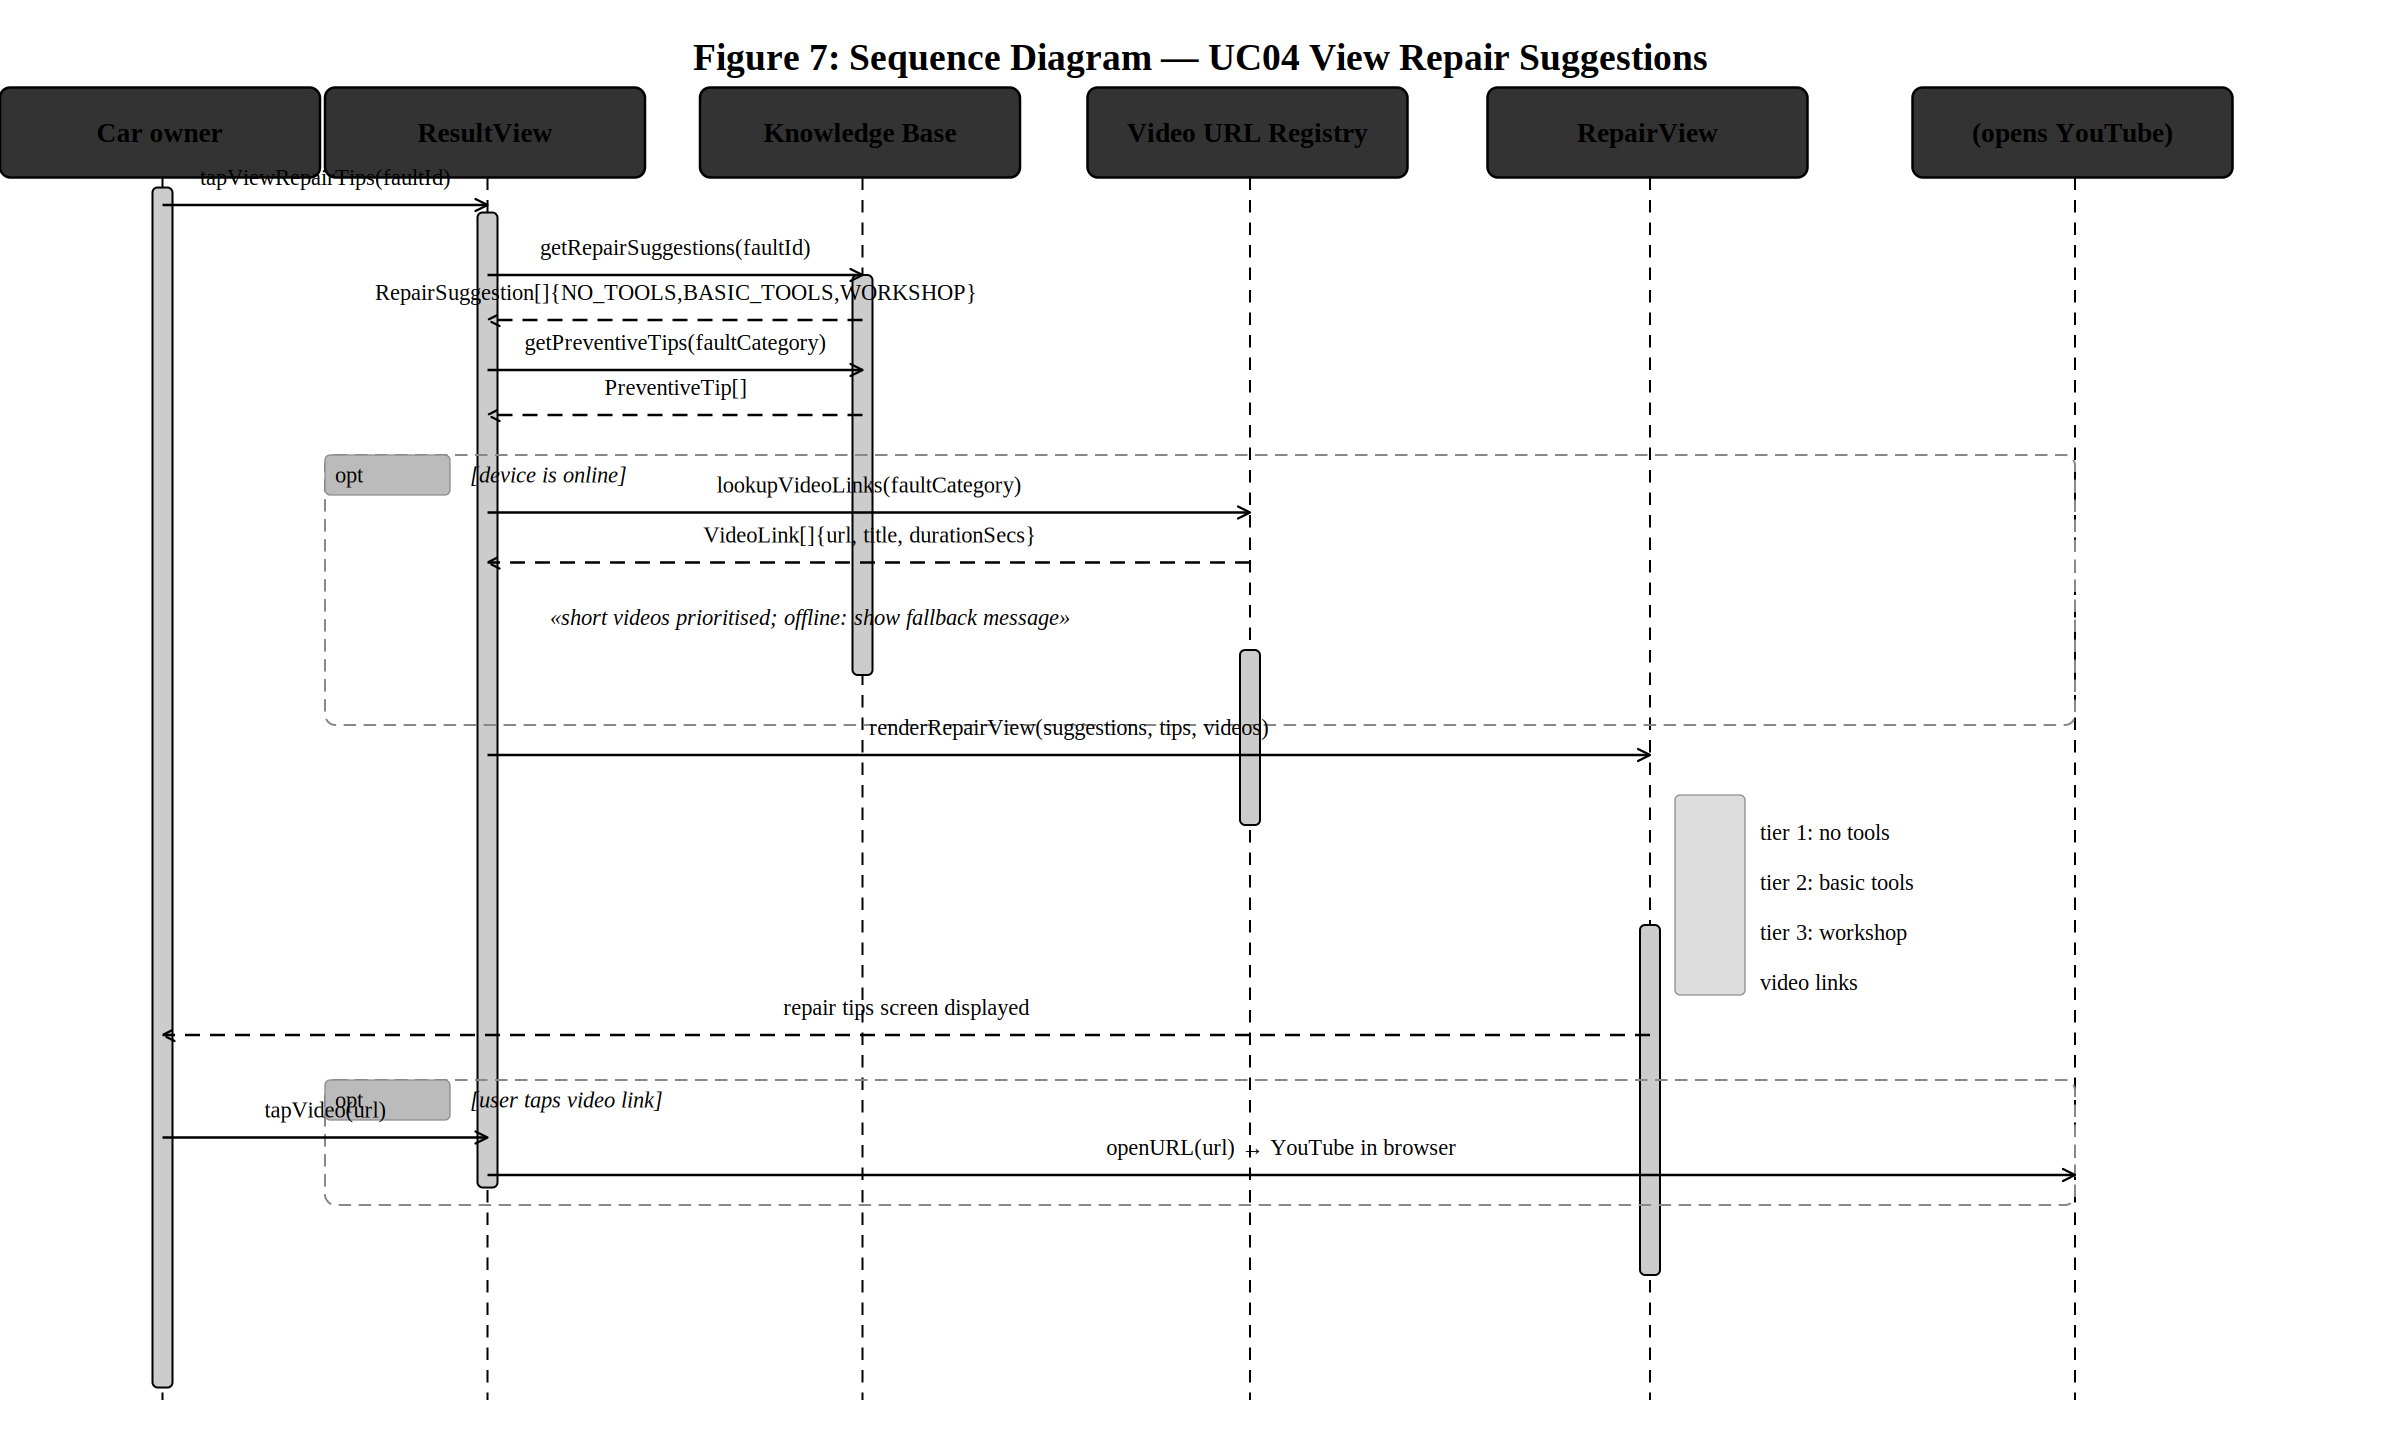 Figure 7: Sequence Diagram — UC04 View Repair Suggestions
Car owner
ResultView
Knowledge Base
Video URL Registry
RepairView
(opens YouTube)
tapViewRepairTips(faultId)
getRepairSuggestions(faultId)
RepairSuggestion[]{NO_TOOLS,BASIC_TOOLS,WORKSHOP}
getPreventiveTips(faultCategory)
PreventiveTip[]
opt
[device is online]
lookupVideoLinks(faultCategory)
VideoLink[]{url, title, durationSecs}
«short videos prioritised; offline: show fallback message»
renderRepairView(suggestions, tips, videos)
tier 1: no tools
tier 2: basic tools
tier 3: workshop
video links
repair tips screen displayed
opt
[user taps video link]
tapVideo(url)
openURL(url) → YouTube in browser